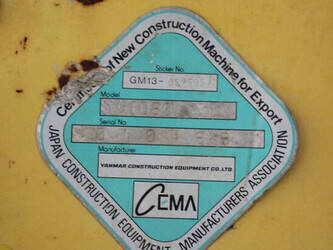 Certificate of New Construction Machine for Export
Sticker No.
GM13-
Model
Serial No
Manufacturer
YANMAR CONSTRUCTION EQUIPMENT CO.LTD
CEMA
JAPAN CONSTRUCTION EQUIPMENT MANUFACTURERS ASSOCIATION